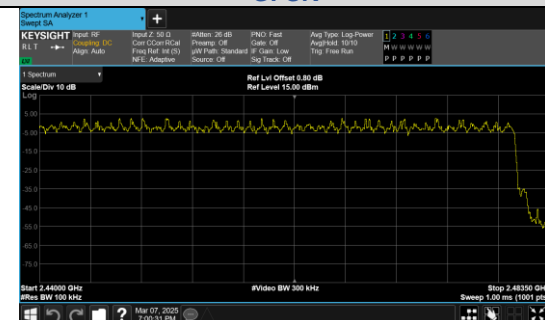 Spectrum Analyzer 1
Swept SA
KEYSIGHT
RLT
Input: RF
Coupling: DC
Align: Auto
Input Z: 50 Ω
Corr CCorr RCal
Freq Ref: Int (S)
NFE: Adaptive
#Atten: 26 dB
Preamp: Off
µW Path: Standard
Source: Off
PNO: Fast
Gate: Off
IF Gain: Low
Sig Track: Off
Avg Type: Log-Power
Avg|Hold: 10/10
Trig: Free Run
1 2 3 4 5 6
M W W W W W
P P P P P P
1 Spectrum
Scale/Div 10 dB
Ref Lvl Offset 0.80 dB
Ref Level 15.00 dBm
Log
5.00
-5.00
-15.0
-25.0
-35.0
-45.0
-55.0
-65.0
-75.0
Start 2.44000 GHz
#Res BW 100 kHz
#Video BW 300 kHz
Stop 2.48350 GH
Sweep 1.00 ms (1001 pts
?
Mar 07, 2025
7:00:31 PM